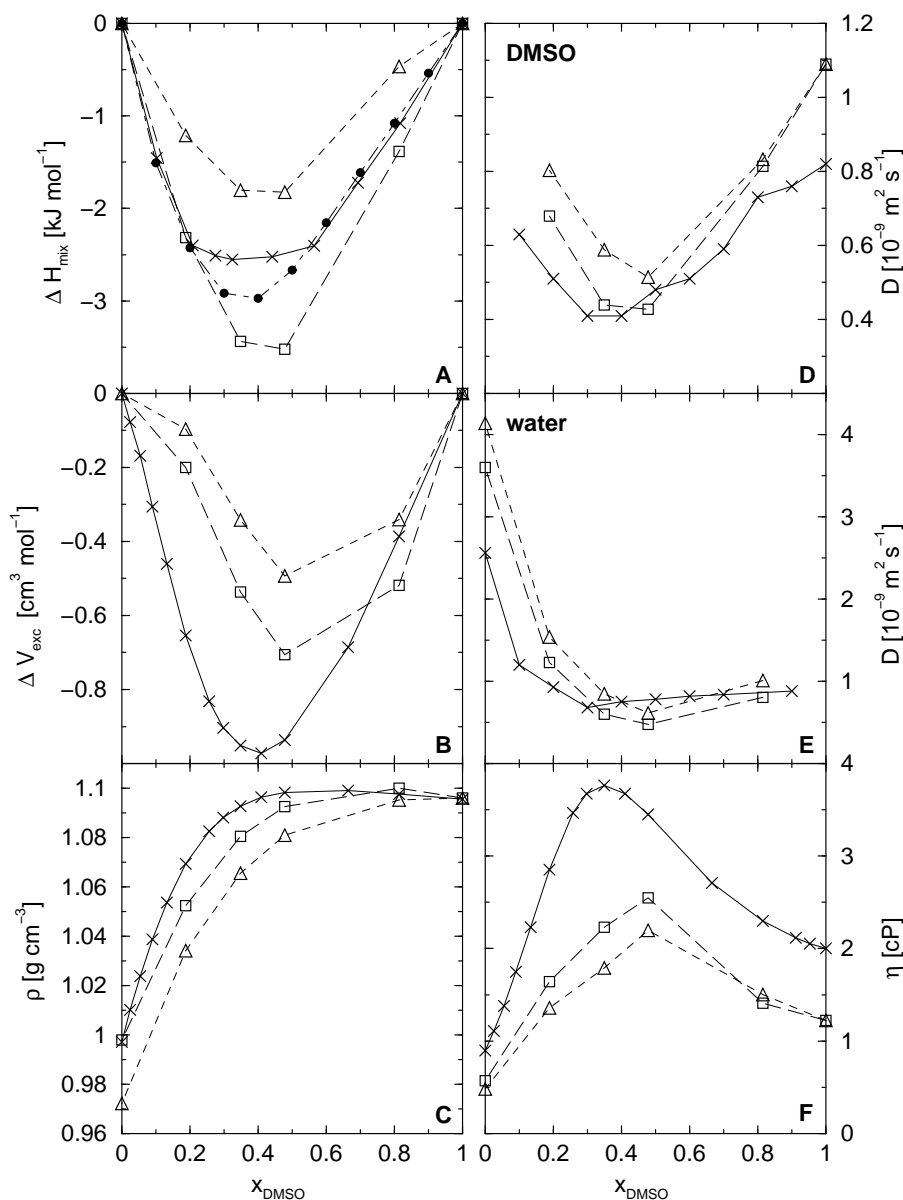 0
−1
−2
−3
Δ H_mix [kJ mol⁻¹]
A
DMSO
1.2
1
0.8
0.6
0.4
D [10⁻⁹ m² s⁻¹]
D
0
−0.2
−0.4
−0.6
−0.8
Δ V_exc [cm³ mol⁻¹]
B
water
4
3
2
1
D [10⁻⁹ m² s⁻¹]
E
1.1
1.08
1.06
1.04
1.02
1
0.98
0.96
ρ [g cm⁻³]
C
0 0.2 0.4 0.6 0.8 1
x_DMSO
4
3
2
1
0
η [cP]
F
0 0.2 0.4 0.6 0.8 1
x_DMSO